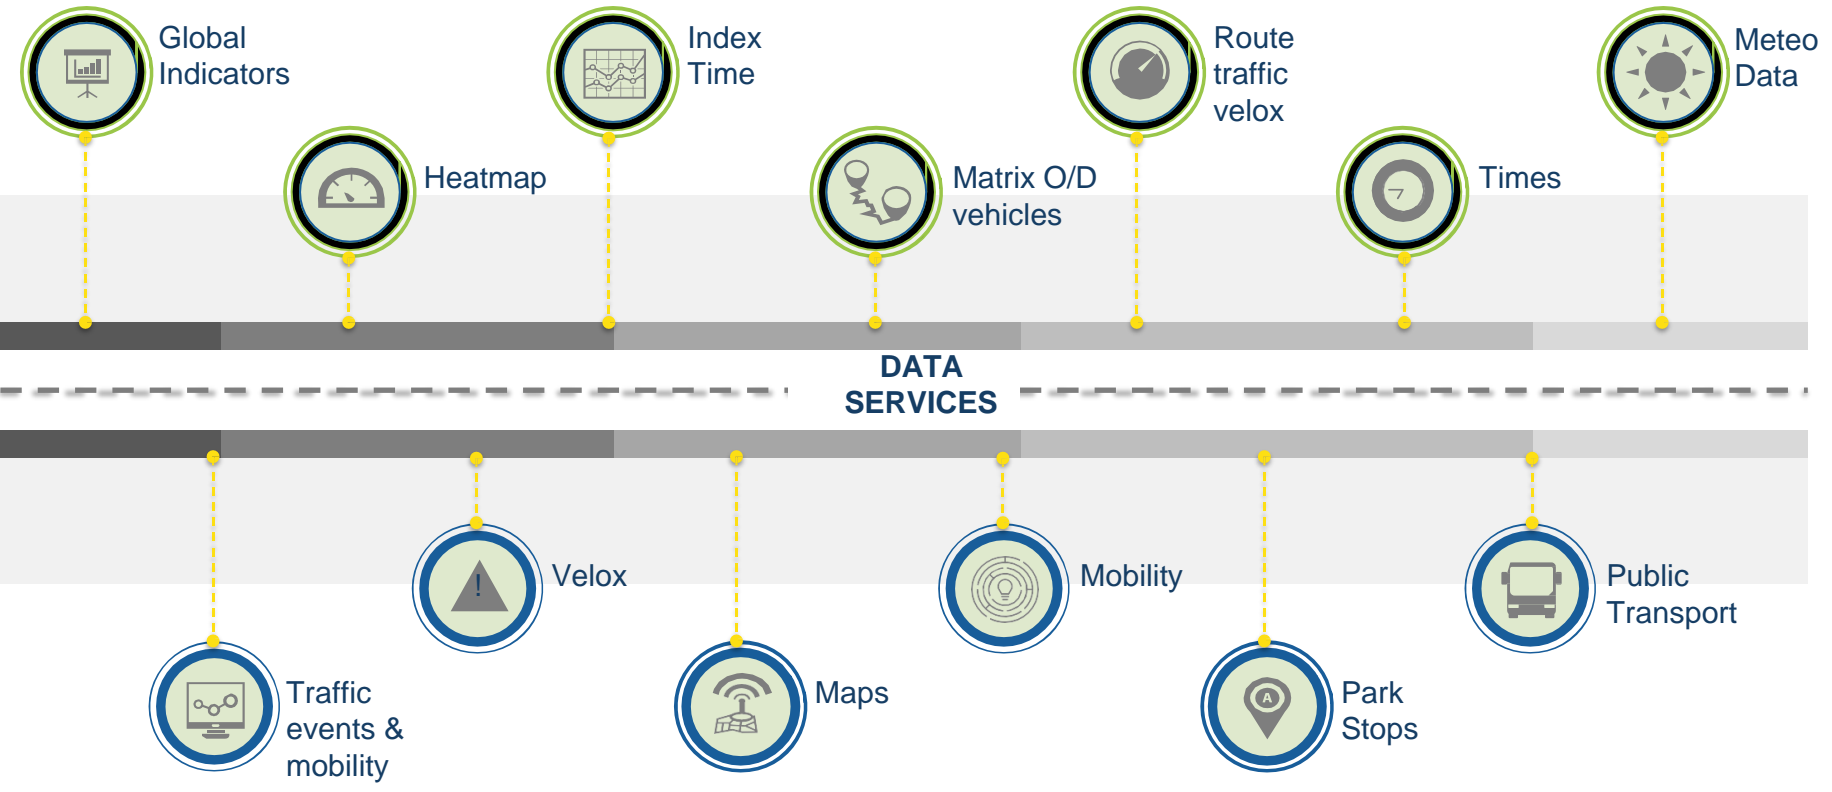 Global
Indicators
Index
Time
Route
traffic
velox
Meteo
Data
Heatmap
Matrix O/D
vehicles
Times
DATA
SERVICES
!
Velox
Mobility
Public
Transport
Traffic
events &
mobility
Maps
A
Park
Stops